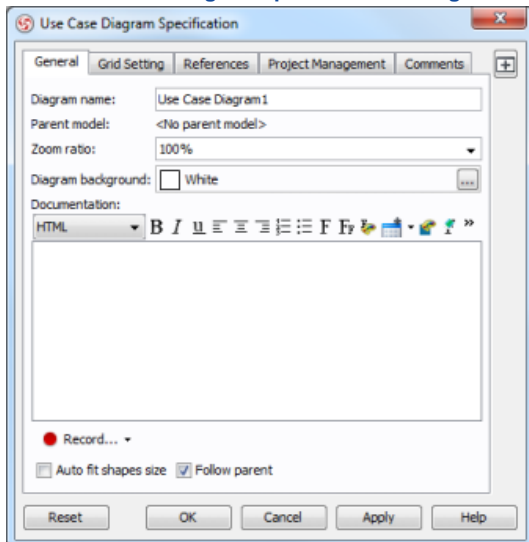 Use Case Diagram Specification
General Grid Setting References Project Management Comments
Diagram name: Use Case Diagram1
Parent model: <No parent model>
Zoom ratio: 100%
Diagram background: White ...
Documentation:
HTML B I u F Fr »
Record...
Auto fit shapes size Follow parent
Reset OK Cancel Apply Help